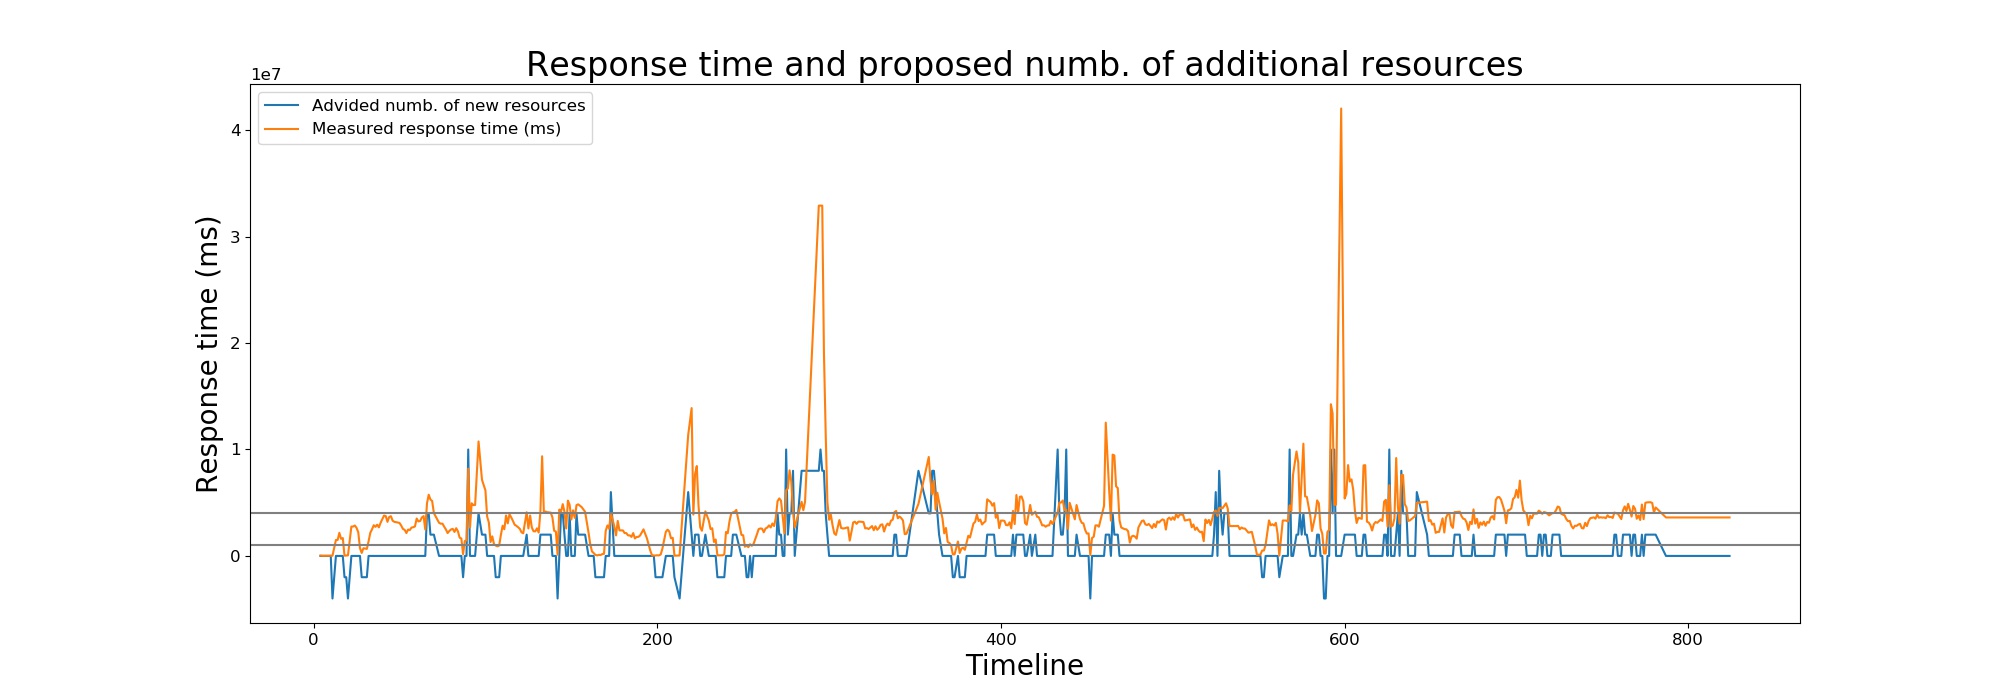 Response time and proposed numb. of additional resources
1e7
Advided numb. of new resources
Measured response time (ms)
4
3
2
1
0
Response time (ms)
0 200 400 600 800
Timeline